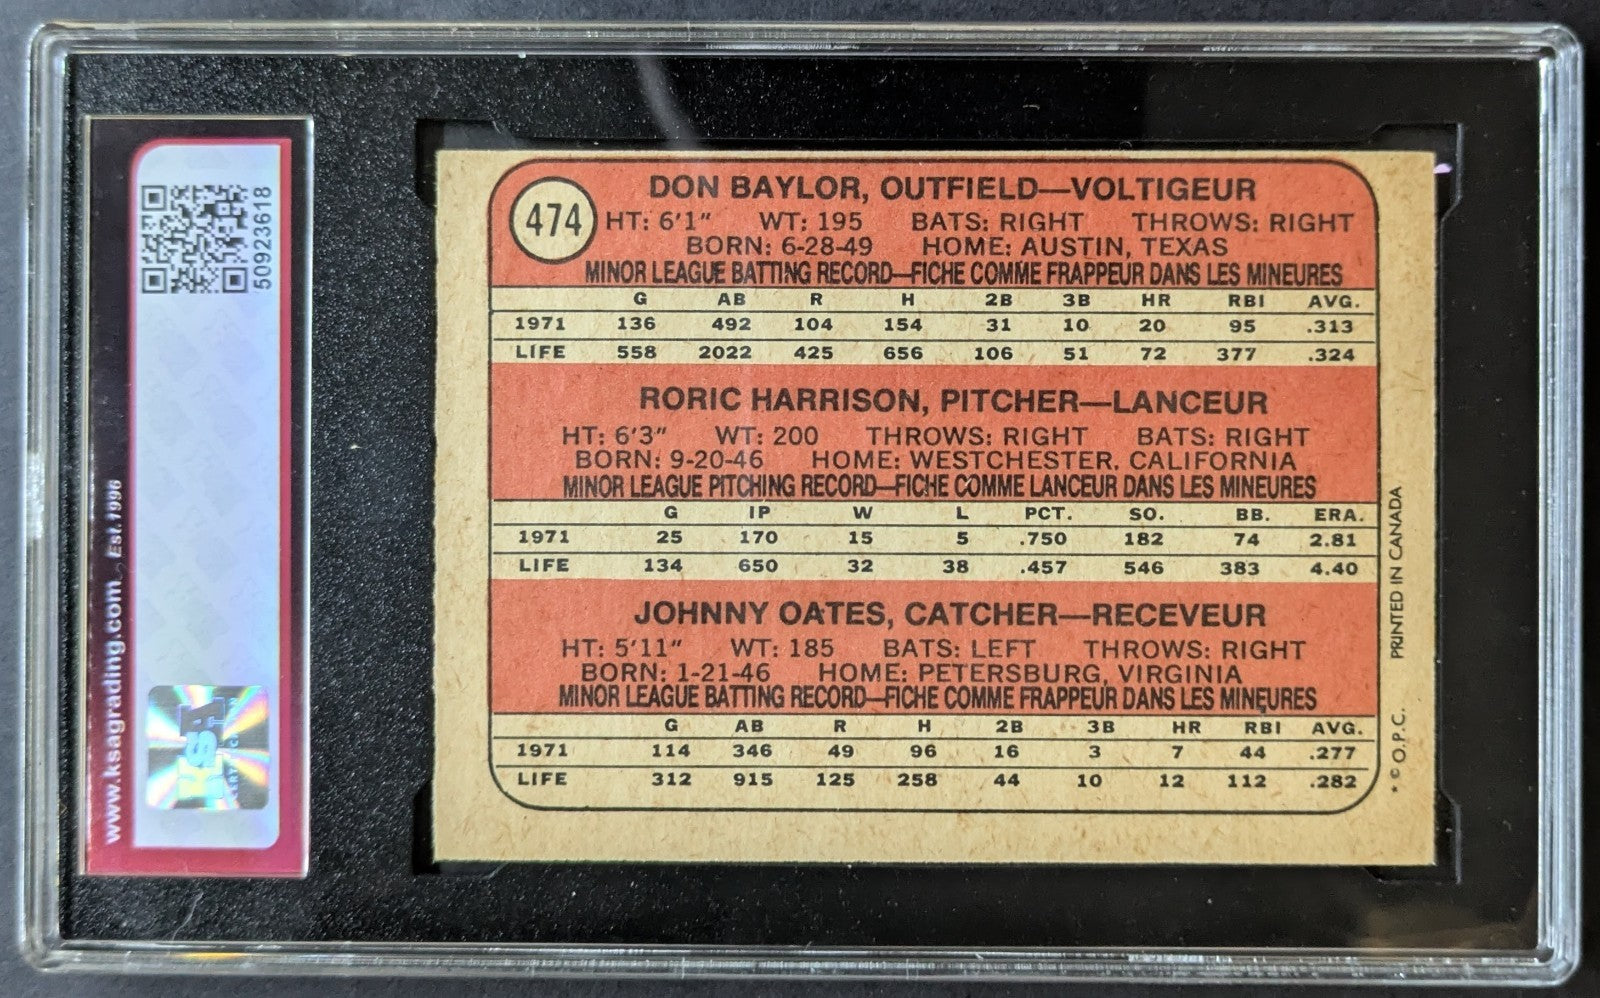 50923618
www.ksagrading.com Est.1996
KSA
CERTIFICATION
474
DON BAYLOR, OUTFIELD—VOLTIGEUR
HT: 6'1" WT: 195 BATS: RIGHT THROWS: RIGHT
BORN: 6-28-49 HOME: AUSTIN, TEXAS
MINOR LEAGUE BATTING RECORD—FICHE COMME FRAPPEUR DANS LES MINEURES
G AB R H 2B 3B HR RBI AVG.
1971 136 492 104 154 31 10 20 95 .313
LIFE 558 2022 425 656 106 51 72 377 .324
RORIC HARRISON, PITCHER—LANCEUR
HT: 6'3" WT: 200 THROWS: RIGHT BATS: RIGHT
BORN: 9-20-46 HOME: WESTCHESTER, CALIFORNIA
MINOR LEAGUE PITCHING RECORD—FICHE COMME LANCEUR DANS LES MINEURES
G IP W L PCT. SO. BB. ERA.
1971 25 170 15 5 .750 182 74 2.81
LIFE 134 650 32 38 .457 546 383 4.40
JOHNNY OATES, CATCHER—RECEVEUR
HT: 5'11" WT: 185 BATS: LEFT THROWS: RIGHT
BORN: 1-21-46 HOME: PETERSBURG, VIRGINIA
MINOR LEAGUE BATTING RECORD—FICHE COMME FRAPPEUR DANS LES MINEURES
G AB R H 2B 3B HR RBI AVG.
1971 114 346 49 96 16 3 7 44 .277
LIFE 312 915 125 258 44 10 12 112 .282
* © O.P.C. PRINTED IN CANADA